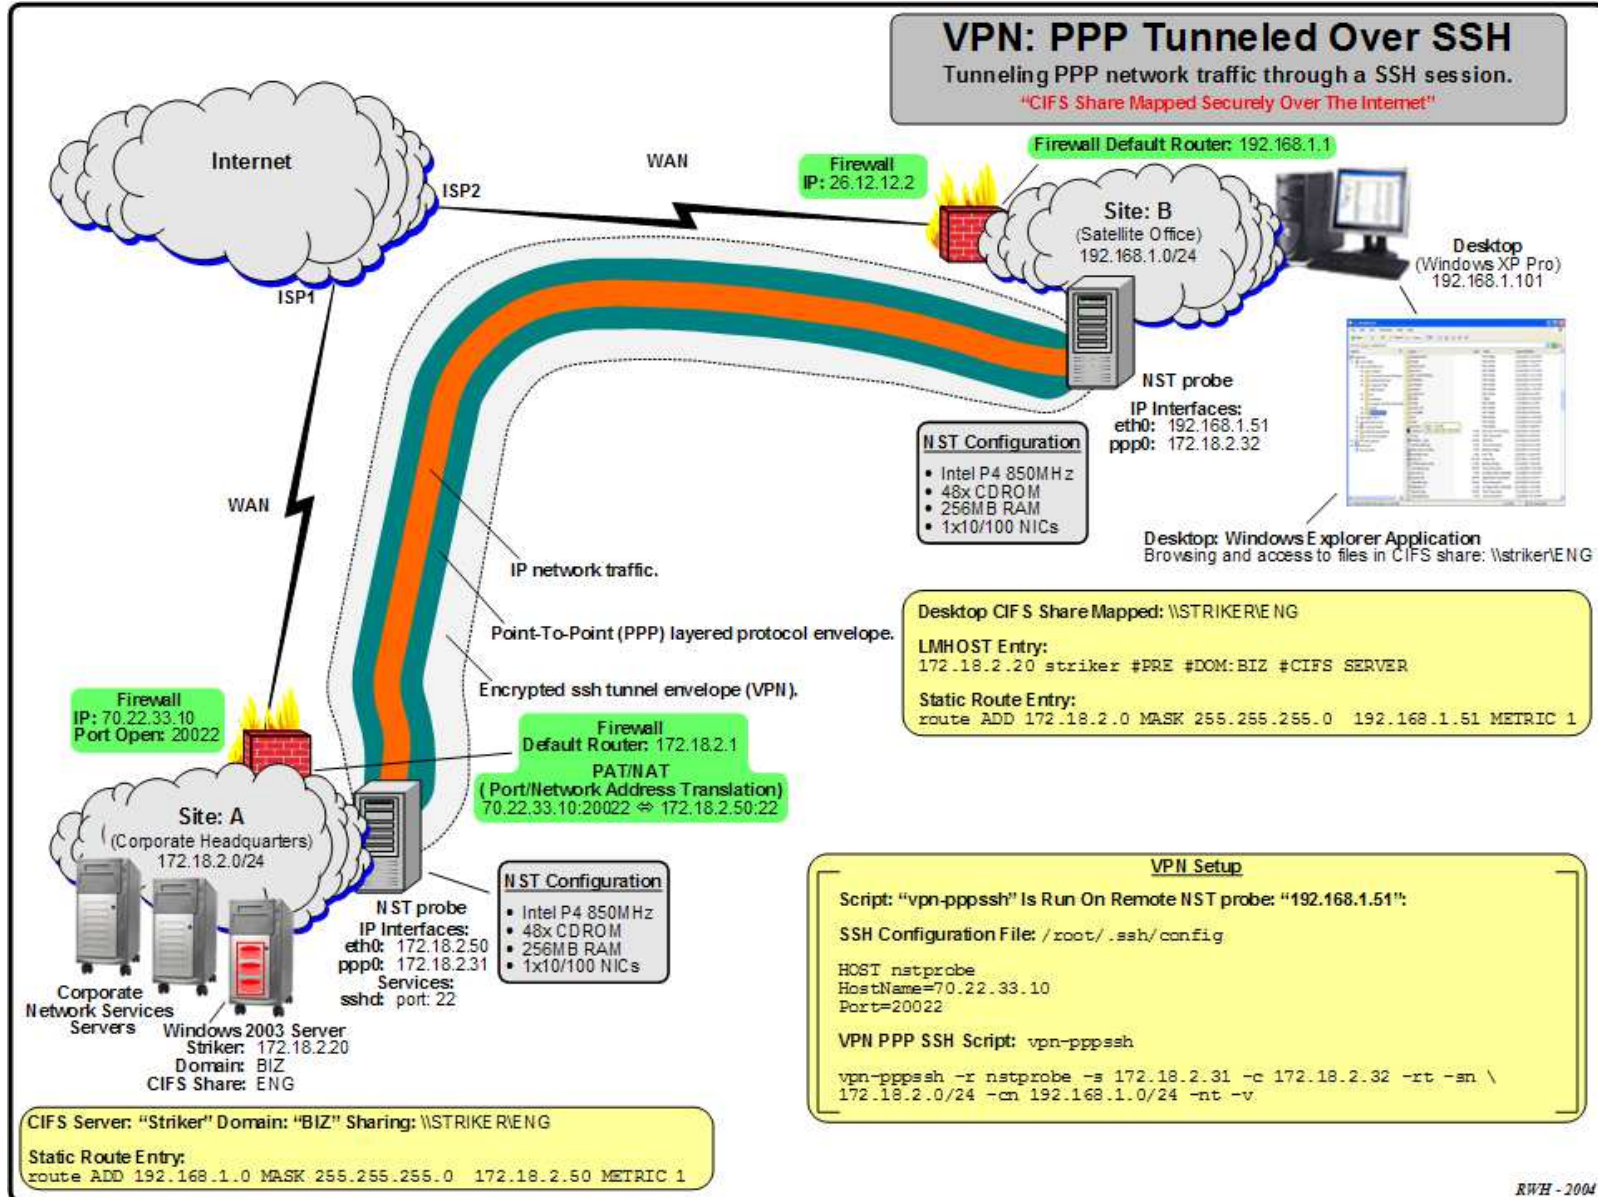 VPN: PPP Tunneled Over SSH
Tunneling PPP network traffic through a SSH session.
"CIFS Share Mapped Securely Over The Internet"
Internet
WAN
ISP2
ISP1
Firewall
IP: 26.12.12.2
Firewall Default Router: 192.168.1.1
Site: B
(Satellite Office)
192.168.1.0/24
Desktop
(Windows XP Pro)
192.168.1.101
NST probe
IP Interfaces:
eth0: 192.168.1.51
ppp0: 172.18.2.32
NST Configuration
• Intel P4 850MHz
• 48x CDROM
• 256MB RAM
• 1x10/100 NICs
Desktop: Windows Explorer Application
Browsing and access to files in CIFS share: \\striker\ENG
WAN
IP network traffic.
Point-To-Point (PPP) layered protocol envelope.
Encrypted ssh tunnel envelope (VPN).
Desktop CIFS Share Mapped: \\STRIKER\ENG
LMHOST Entry:
172.18.2.20 striker #PRE #DOM:BIZ #CIFS SERVER
Static Route Entry:
route ADD 172.18.2.0 MASK 255.255.255.0 192.168.1.51 METRIC 1
Firewall
IP: 70.22.33.10
Port Open: 20022
Firewall
Default Router: 172.18.2.1
PAT/NAT
( Port/Network Address Translation)
70.22.33.10:20022 ⇔ 172.18.2.50:22
Site: A
(Corporate Headquarters)
172.18.2.0/24
NST probe
IP Interfaces:
eth0: 172.18.2.50
ppp0: 172.18.2.31
Services:
sshd: port: 22
NST Configuration
• Intel P4 850MHz
• 48x CDROM
• 256MB RAM
• 1x10/100 NICs
Corporate
Network Services
Servers
Windows 2003 Server
Striker: 172.18.2.20
Domain: BIZ
CIFS Share: ENG
VPN Setup
Script: "vpn-pppssh" Is Run On Remote NST probe: "192.168.1.51":
SSH Configuration File: /root/.ssh/config
HOST nstprobe
HostName=70.22.33.10
Port=20022
VPN PPP SSH Script: vpn-pppssh
vpn-pppssh -r nstprobe -s 172.18.2.31 -c 172.18.2.32 -rt -sn \
172.18.2.0/24 -cn 192.168.1.0/24 -nt -v
CIFS Server: "Striker" Domain: "BIZ" Sharing: \\STRIKER\ENG
Static Route Entry:
route ADD 192.168.1.0 MASK 255.255.255.0 172.18.2.50 METRIC 1
RWH - 2004